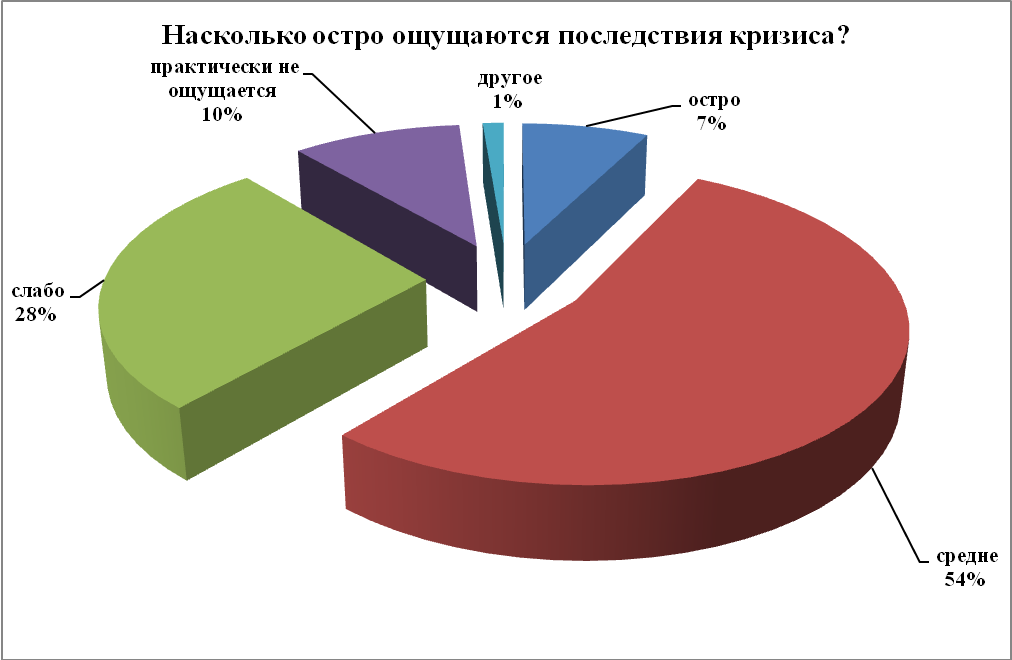 Насколько остро ощущаются последствия кризиса?
практически не
ощущается
10%
другое
1%
остро
7%
слабо
28%
средне
54%